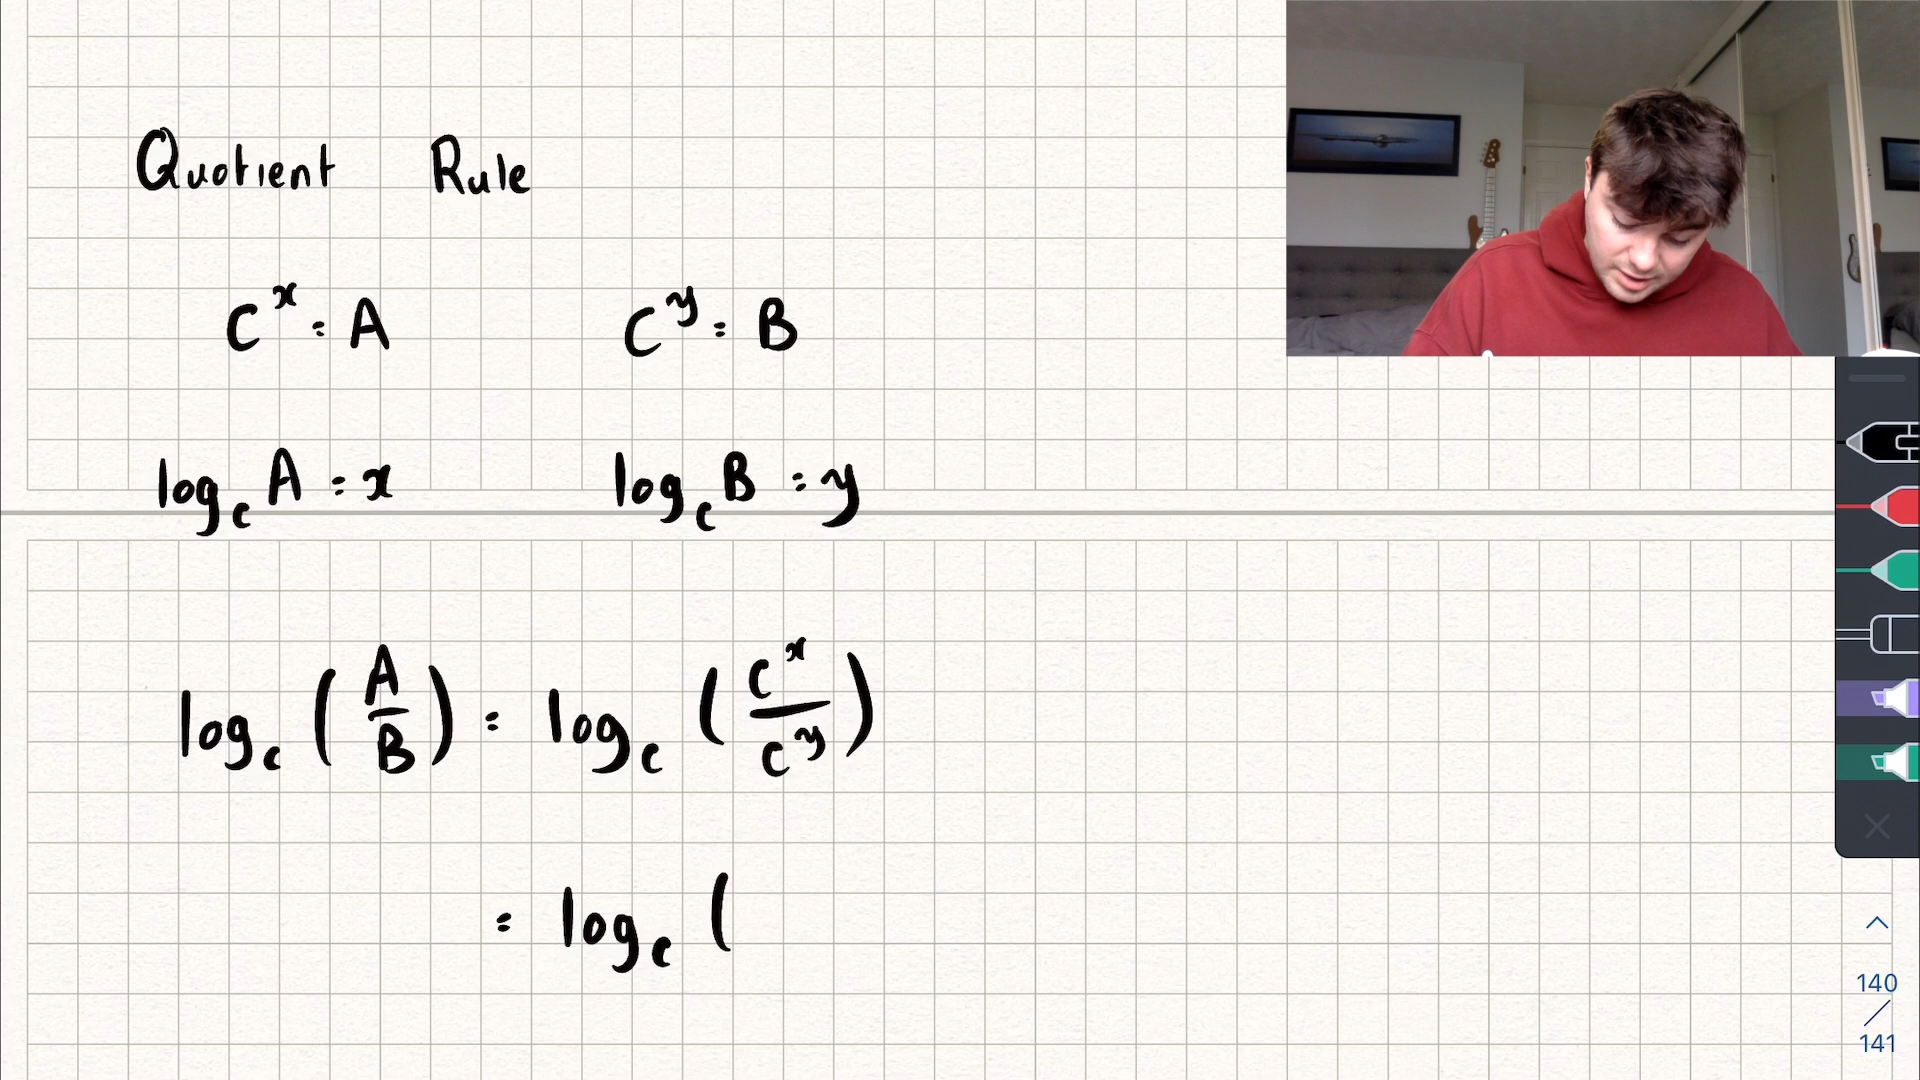 Quotient Rule
C^x = A C^y = B
log_c A = x log_c B = y
log_c (A/B) = log_c (c^x/c^y)
= log_c (
140
/
141